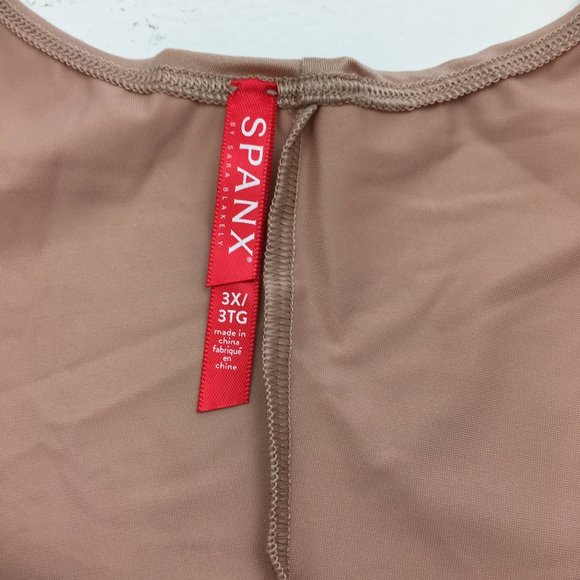 SPANX®
BY SARA BLAKELY
3X/
3TG
made in
china
fabriqué
en
chine